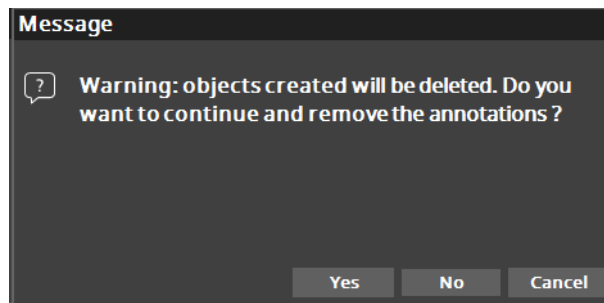 Message
?
Warning: objects created will be deleted. Do you
want to continue and remove the annotations ?
Yes No Cancel